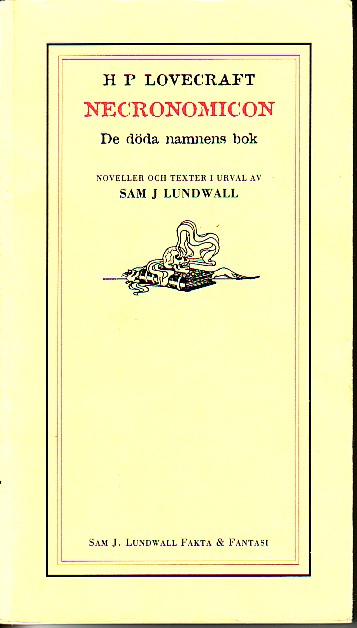 H P LOVECRAFT
NECRONOMICON
De döda namnens bok
NOVELLER OCH TEXTER I URVAL AV
SAM J LUNDWALL
SAM J. LUNDWALL FAKTA & FANTASI